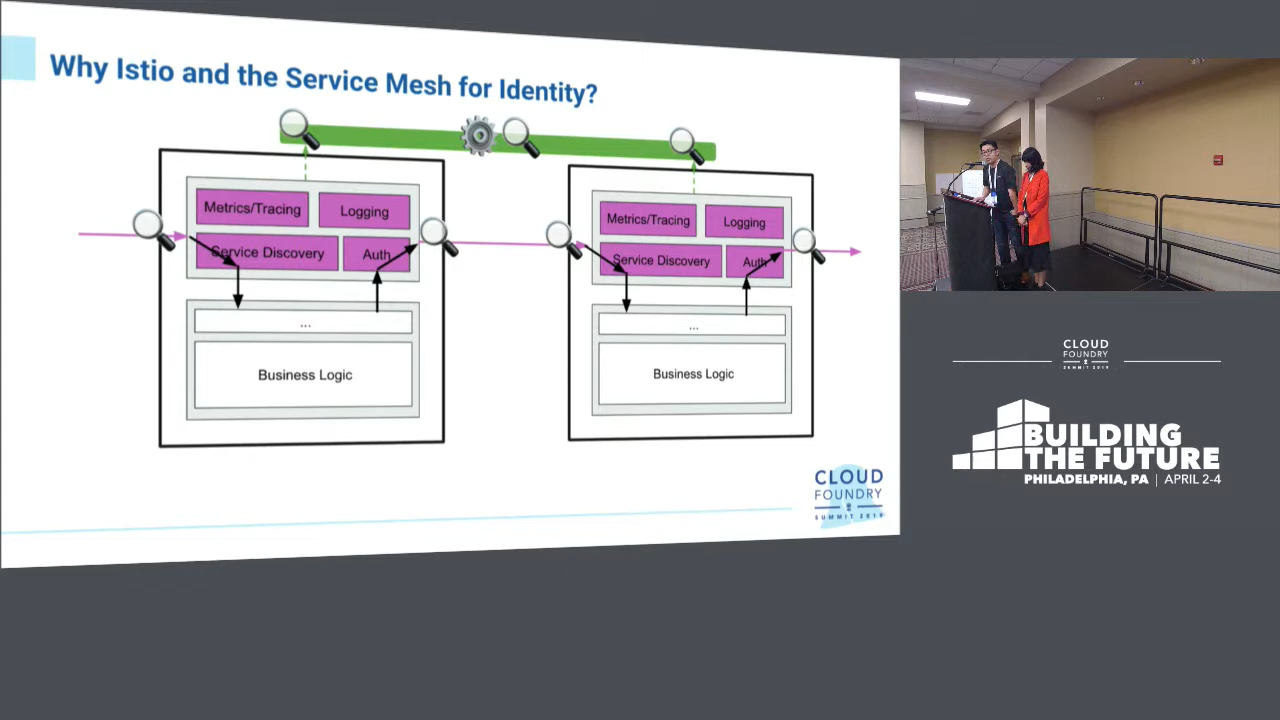 Why Istio and the Service Mesh for Identity?
Metrics/Tracing
Logging
Service Discovery
Auth
...
Business Logic
Metrics/Tracing
Logging
Service Discovery
Auth
...
Business Logic
CLOUD
FOUNDRY
SUMMIT 2019
CLOUD
FOUNDRY
SUMMIT 2019
BUILDING
THE FUTURE
PHILADELPHIA, PA | APRIL 2-4